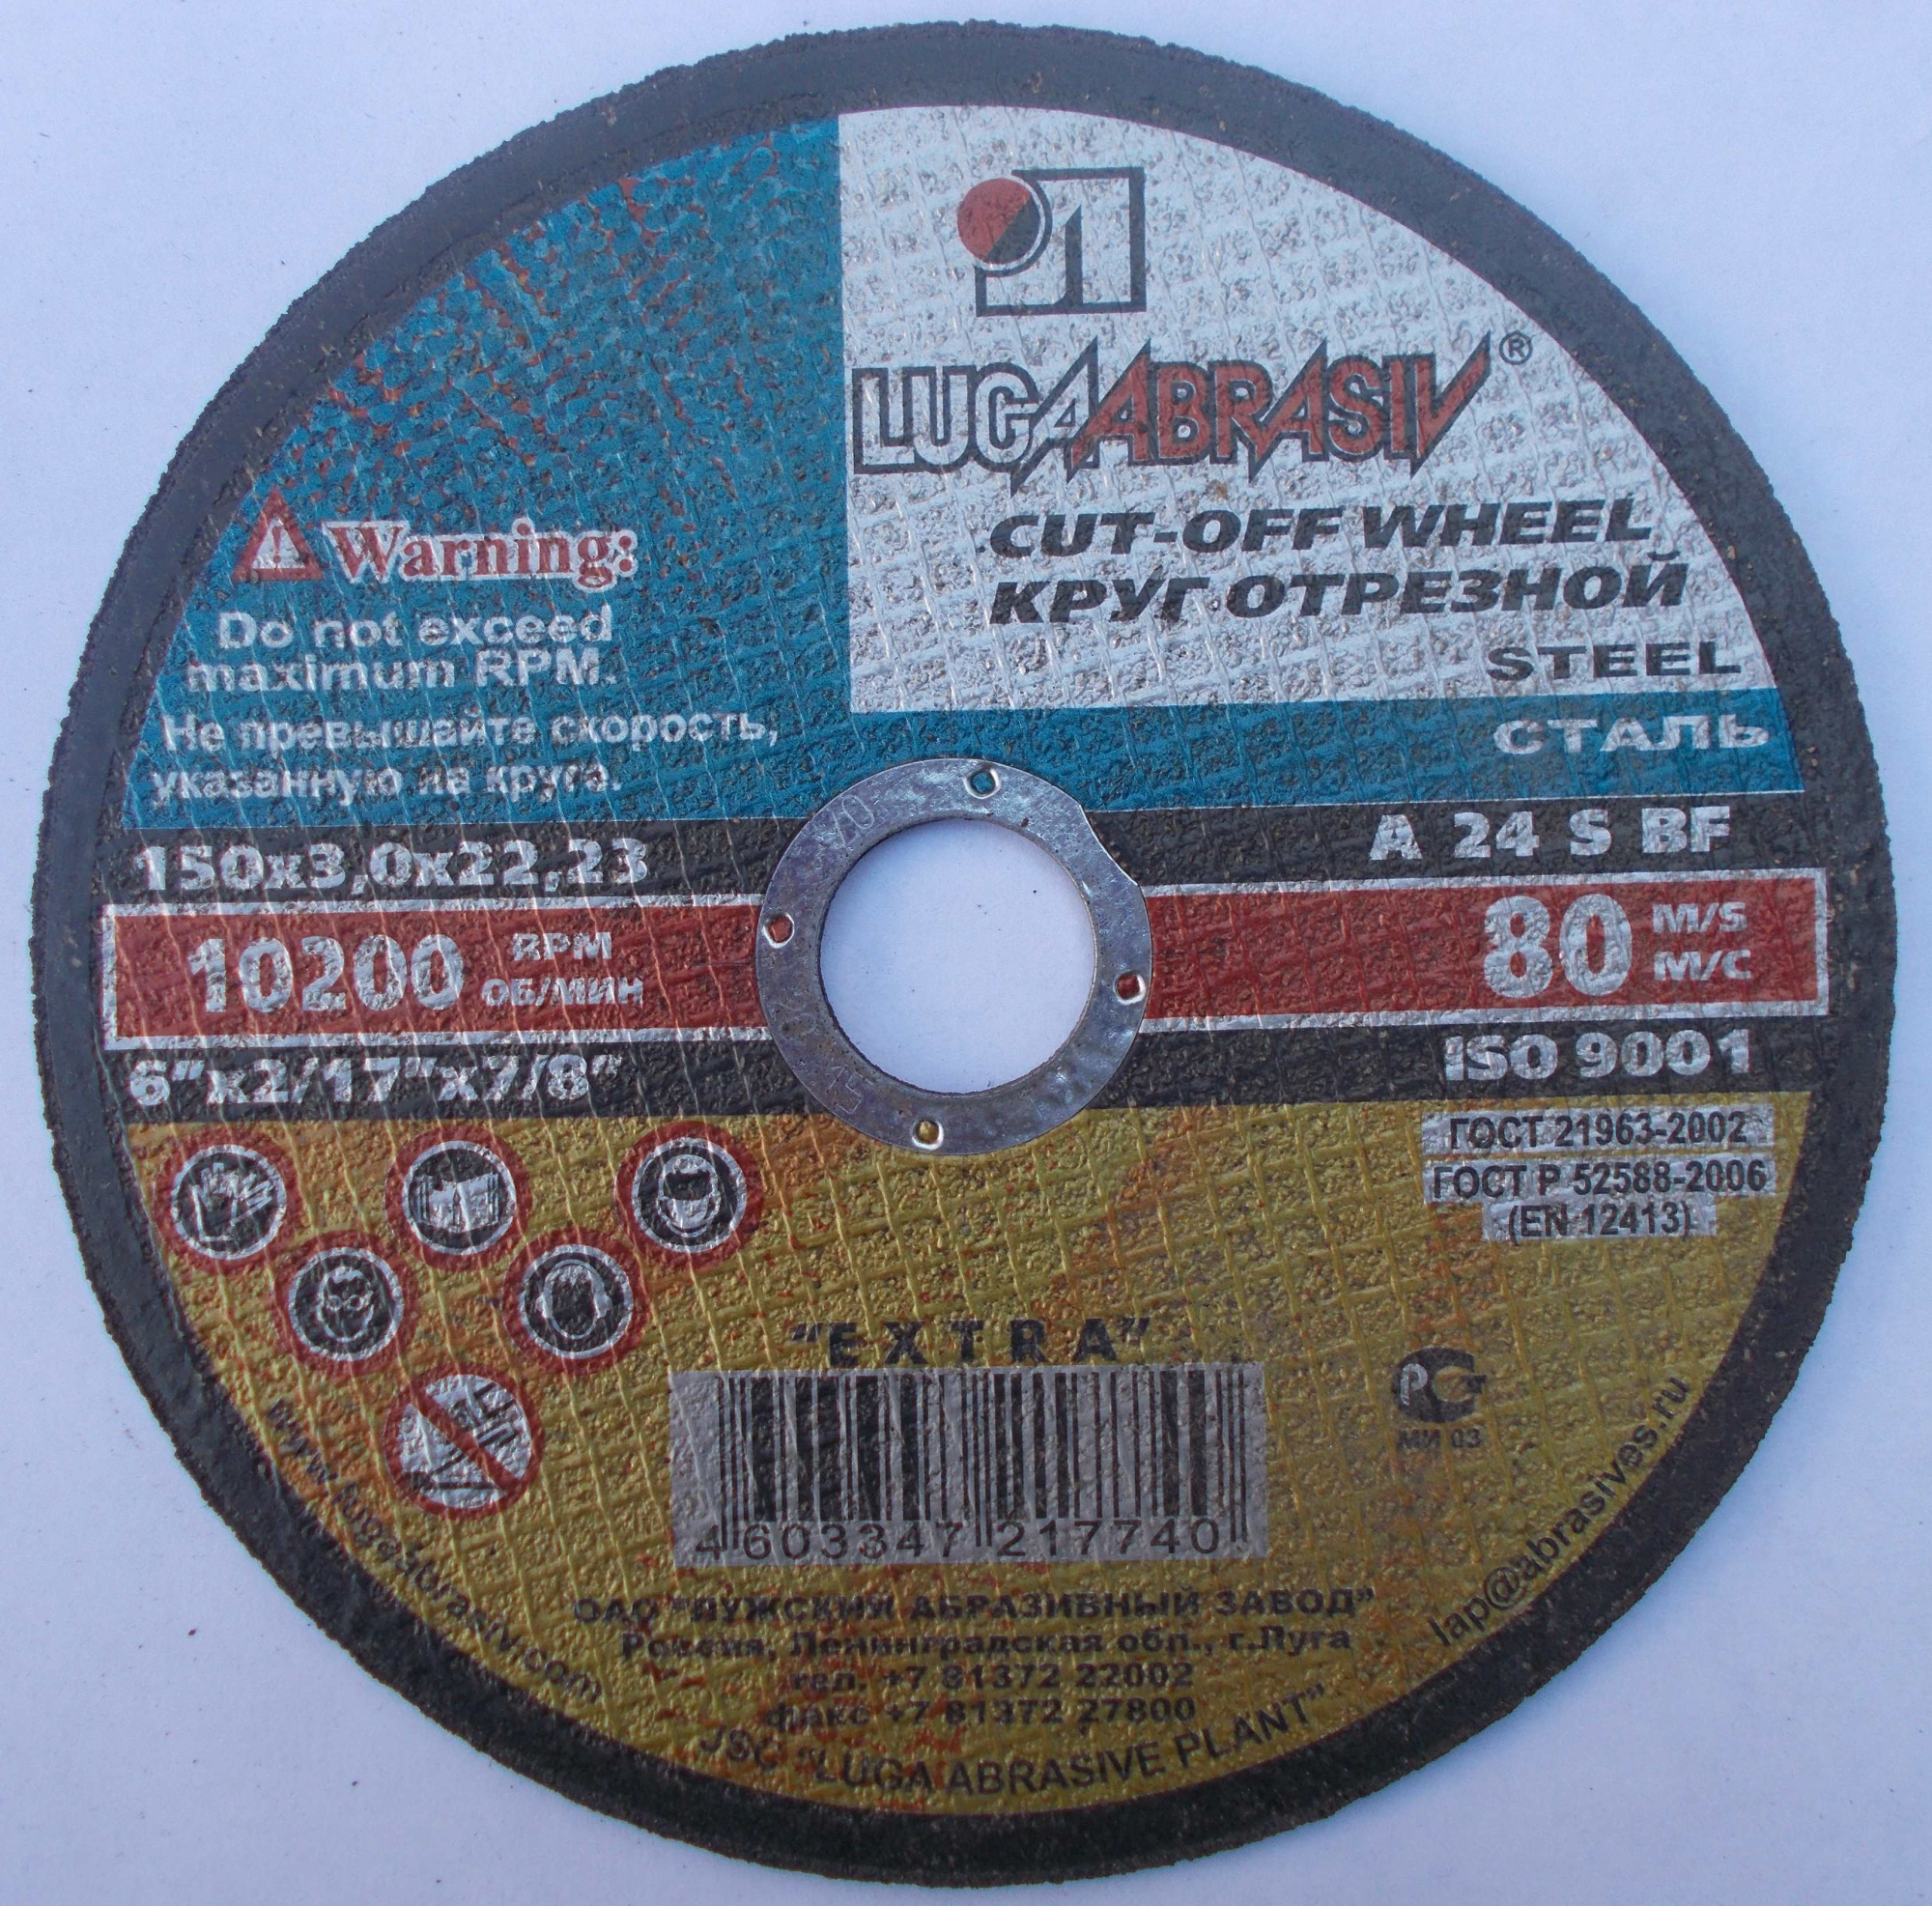 LUGAABRASIV®
CUT-OFF WHEEL
КРУГ ОТРЕЗНОЙ
STEEL
СТАЛЬ
Warning:
Do not exceed
maximum RPM.
Не превышайте скорость,
указанную на круге.
150x3,0x22,23
A 24 S BF
10200 RPM ОБ/МИН
80 M/S М/С
6"x2/17"x7/8"
ISO 9001
ГОСТ 21963-2002
ГОСТ Р 52588-2006
(EN 12413)
"EXTRA"
4 603347 217740
РСТ
МИ 03
www.lugaabrasiv.com
lap@abrasives.ru
ОАО "ЛУЖСКИЙ АБРАЗИВНЫЙ ЗАВОД"
Россия, Ленинградская обл., г.Луга
тел. +7 81372 22002
факс +7 81372 27800
JSC "LUGA ABRASIVE PLANT"